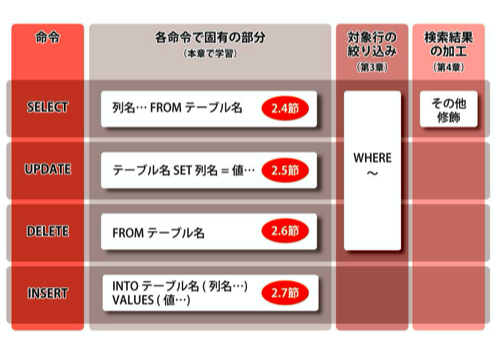 命令
各命令で固有の部分
(本章で学習)
対象行の
絞り込み
(第3章)
検索結果
の加工
(第4章)
SELECT
列名… FROM テーブル名
2.4節
WHERE
～
その他
修飾
UPDATE
テーブル名 SET 列名 = 値…
2.5節
DELETE
FROM テーブル名
2.6節
INSERT
INTO テーブル名 ( 列名…)
VALUES ( 値…)
2.7節